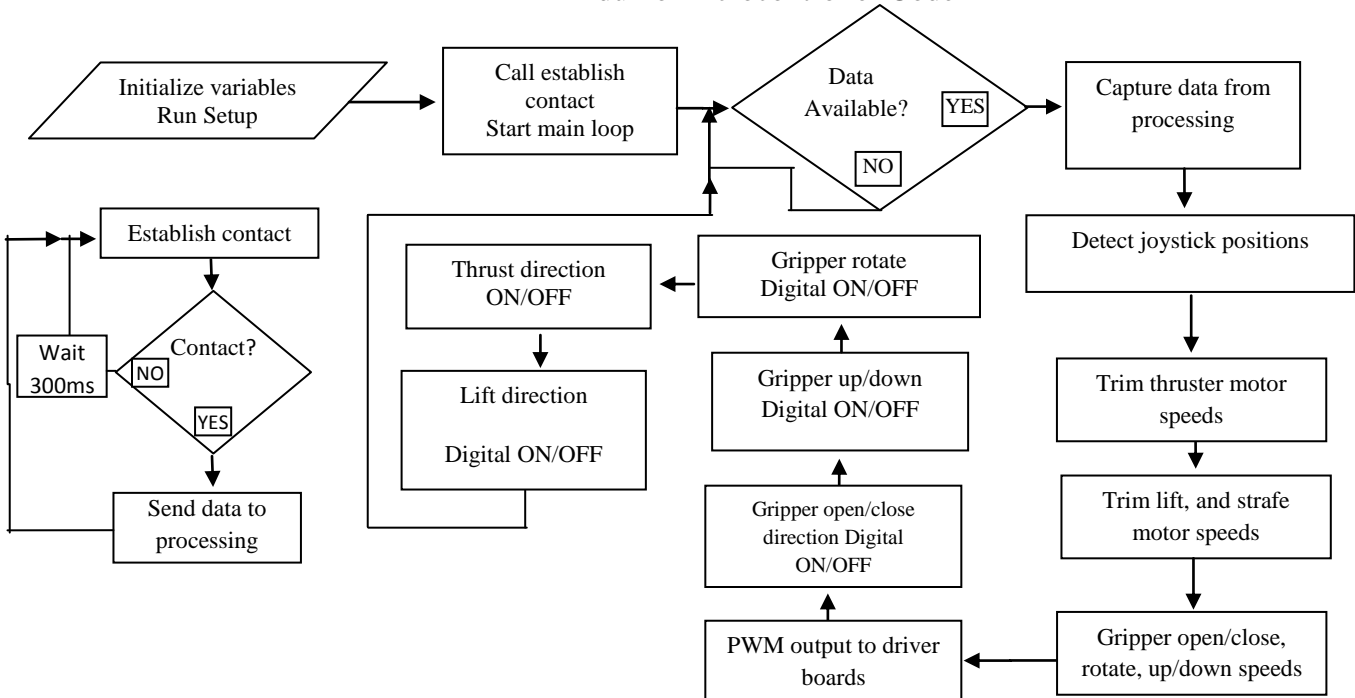 Initialize variables
Run Setup
Call establish
contact
Start main loop
Data
Available?
YES
NO
Capture data from
processing
Detect joystick positions
Trim thruster motor
speeds
Trim lift, and strafe
motor speeds
Gripper open/close,
rotate, up/down speeds
PWM output to driver
boards
Gripper open/close
direction Digital
ON/OFF
Gripper up/down
Digital ON/OFF
Gripper rotate
Digital ON/OFF
Thrust direction
ON/OFF
Lift direction
Digital ON/OFF
Establish contact
Contact?
NO
YES
Wait
300ms
Send data to
processing